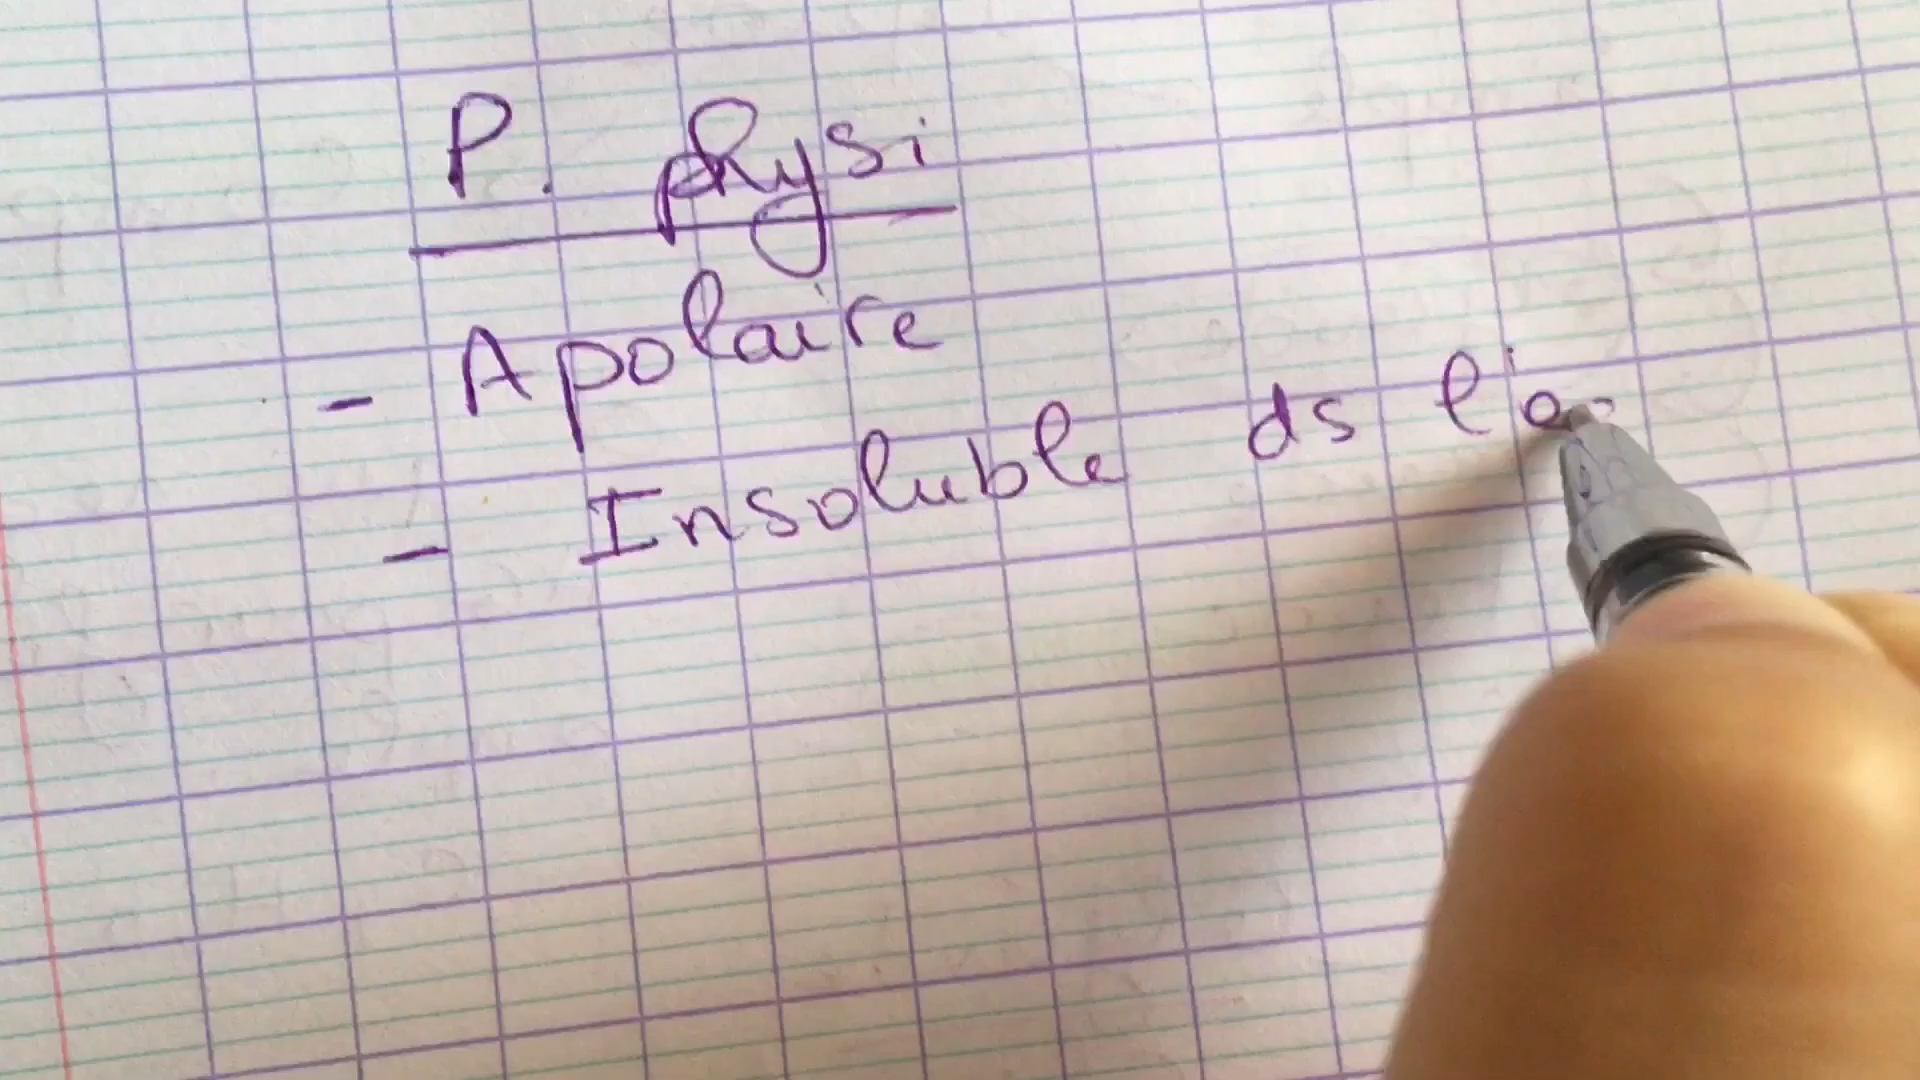 P. physi
- Apolaire
- Insoluble ds l'e